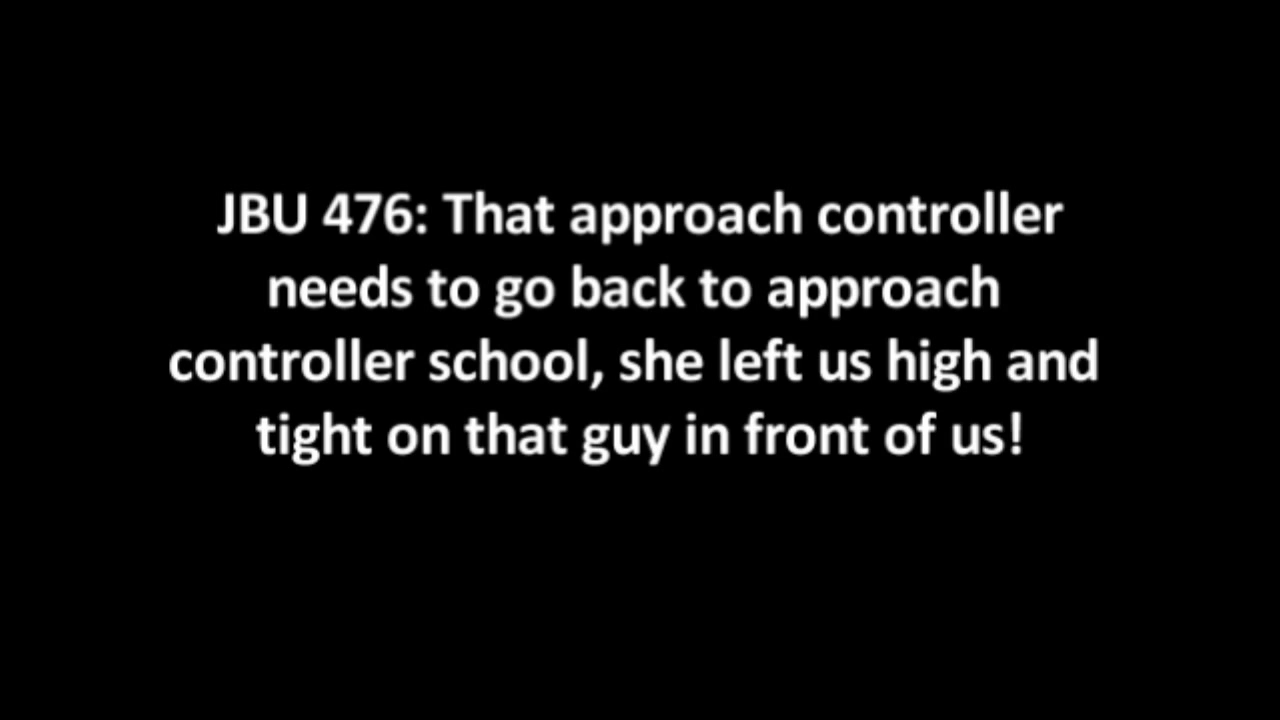 JBU 476: That approach controller
needs to go back to approach
controller school, she left us high and
tight on that guy in front of us!